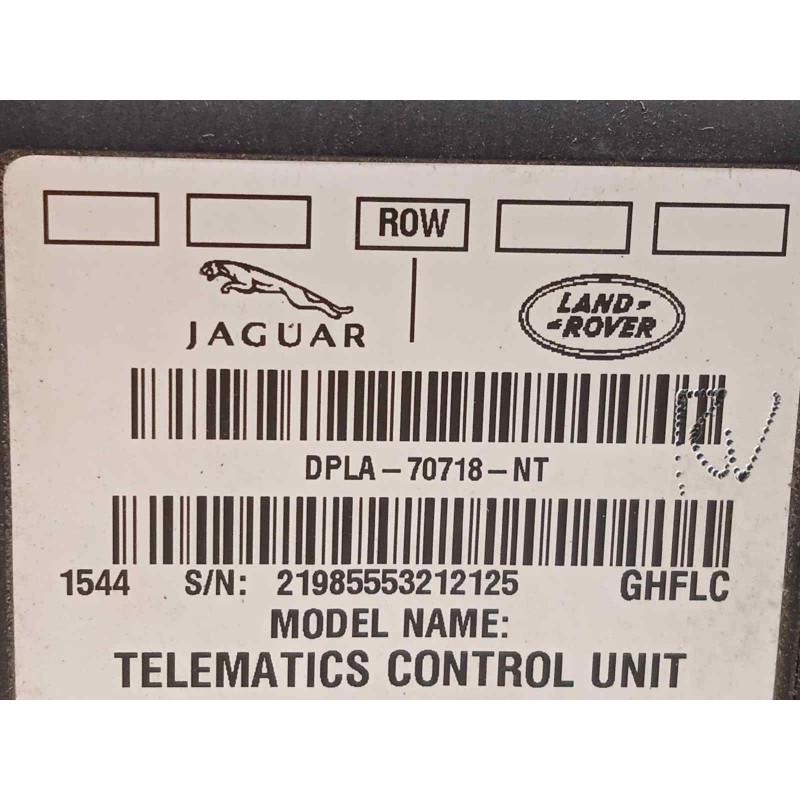 ROW
JAGUAR
LAND-
-ROVER
DPLA-70718-NT
1544 S/N: 21985553212125 GHFLC
MODEL NAME:
TELEMATICS CONTROL UNIT